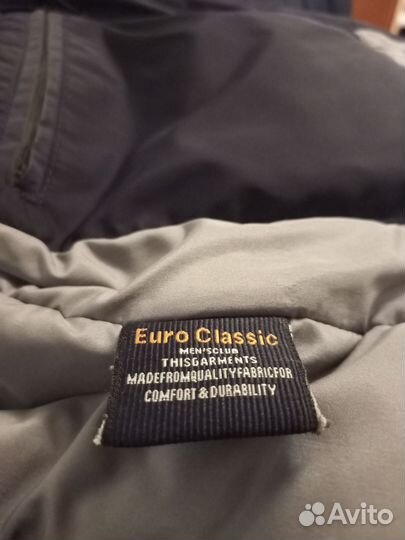 Euro Classic
MEN'SCLUB
THISGARMENTS
MADEFROMQUALITYFABRICFOR
COMFORT & DURABILITY
Avito